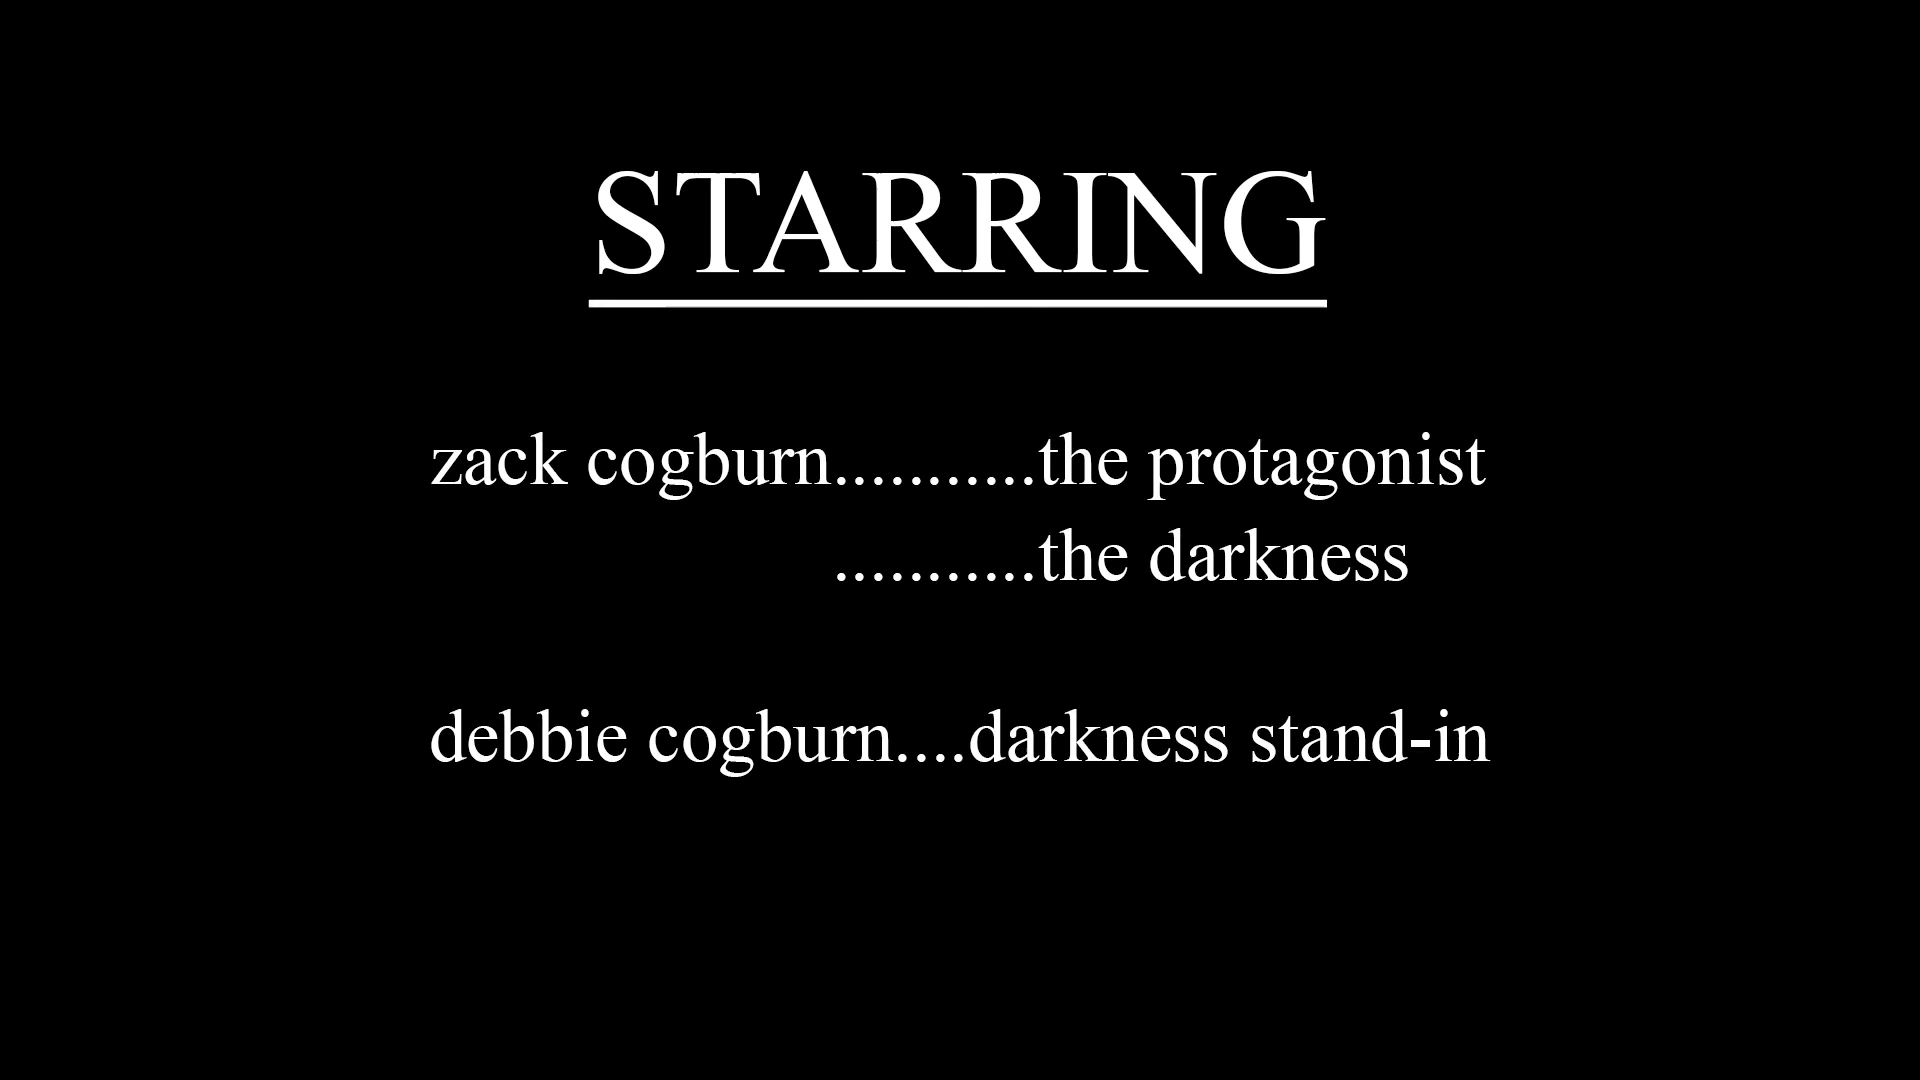 STARRING
zack cogburn...........the protagonist
...........the darkness
debbie cogburn....darkness stand-in